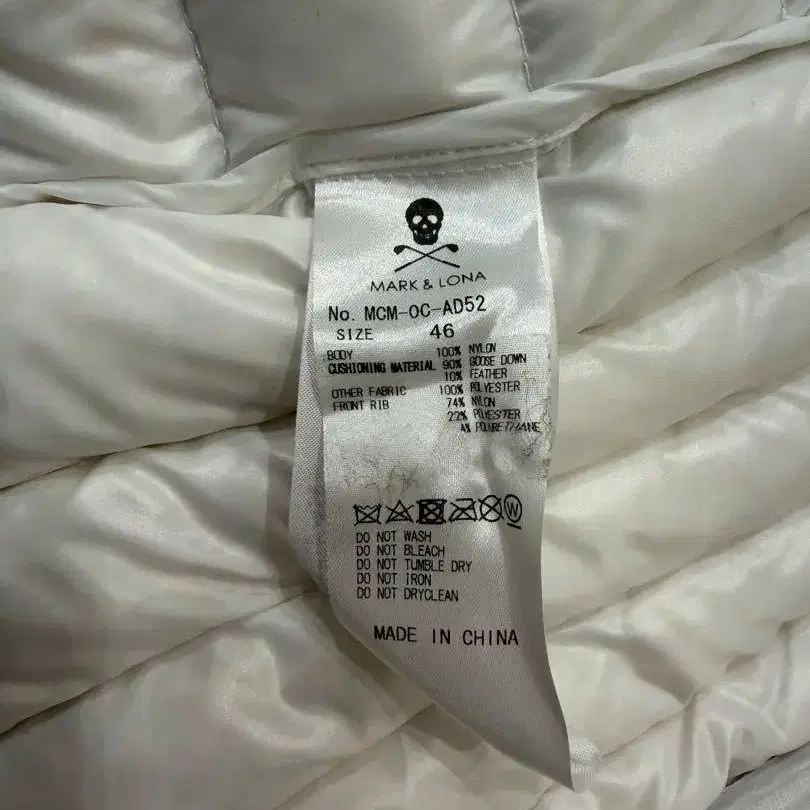 MARK & LONA
No. MCM-OC-AD52
SIZE 46
BODY 100% NYLON
CUSHIONING MATERIAL 90% GOOSE DOWN
10% FEATHER
OTHER FABRIC 100% POLYESTER
FRONT RIB 74% NYLON
22% POLYESTER
4% POLYURETHANE
W
DO NOT WASH
DO NOT BLEACH
DO NOT TUMBLE DRY
DO NOT IRON
DO NOT DRYCLEAN
MADE IN CHINA